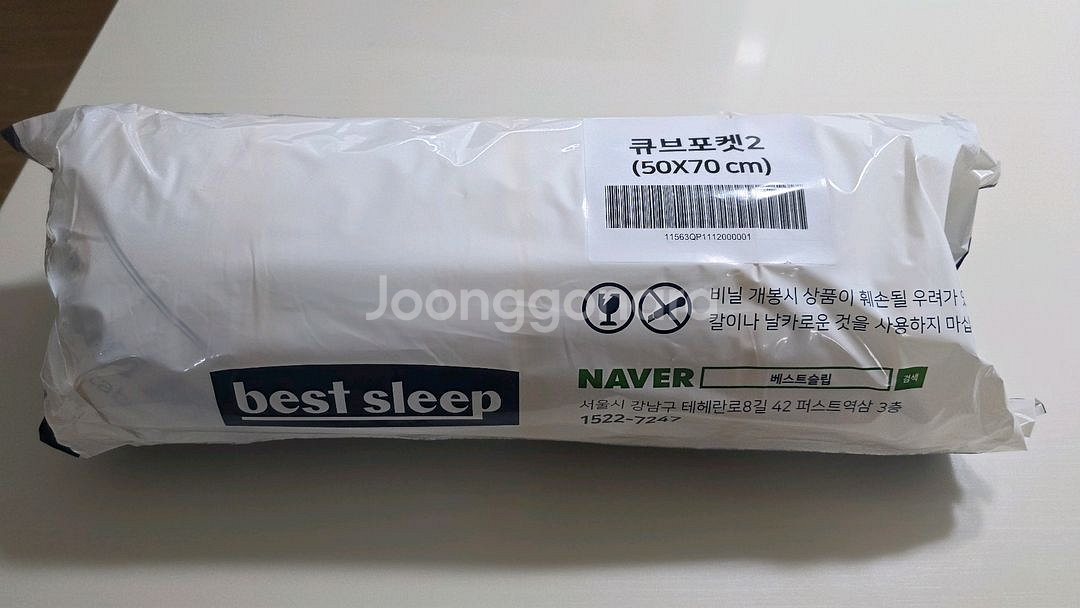 큐브포켓2
(50X70 cm)
11563QP1112000001
Joonggonara
비닐 개봉시 상품이 훼손될 우려가
칼이나 날카로운 것을 사용하지 마십
best sleep
NAVER 베스트슬립 검색
서울시 강남구 테헤란로8길 42 퍼스트역삼 3층
1522-7247